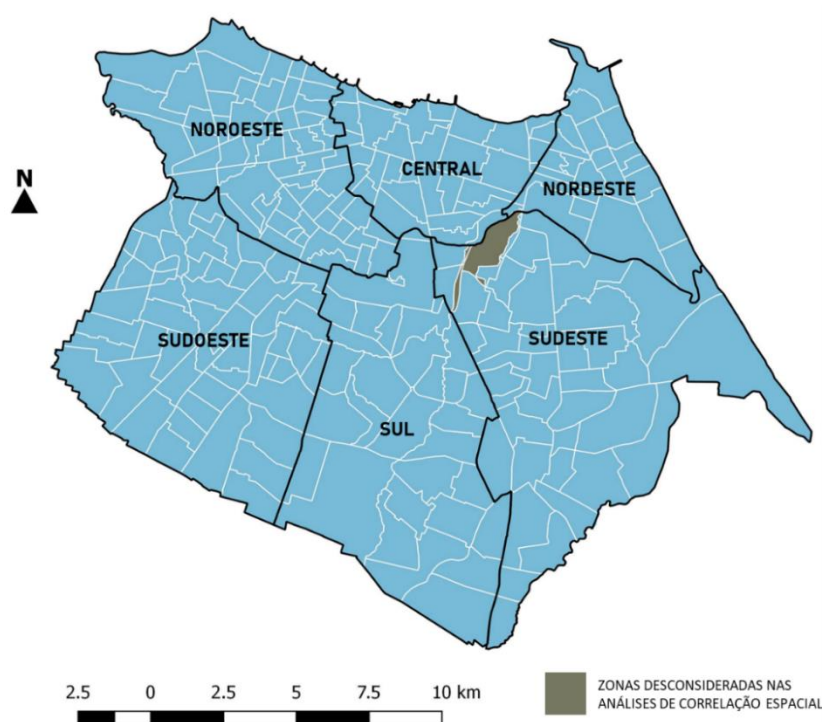 NOROESTE
CENTRAL
NORDESTE
N
SUDOESTE
SUDESTE
SUL
2.5 0 2.5 5 7.5 10 km
ZONAS DESCONSIDERADAS NAS
ANÁLISES DE CORRELAÇÃO ESPACIAL